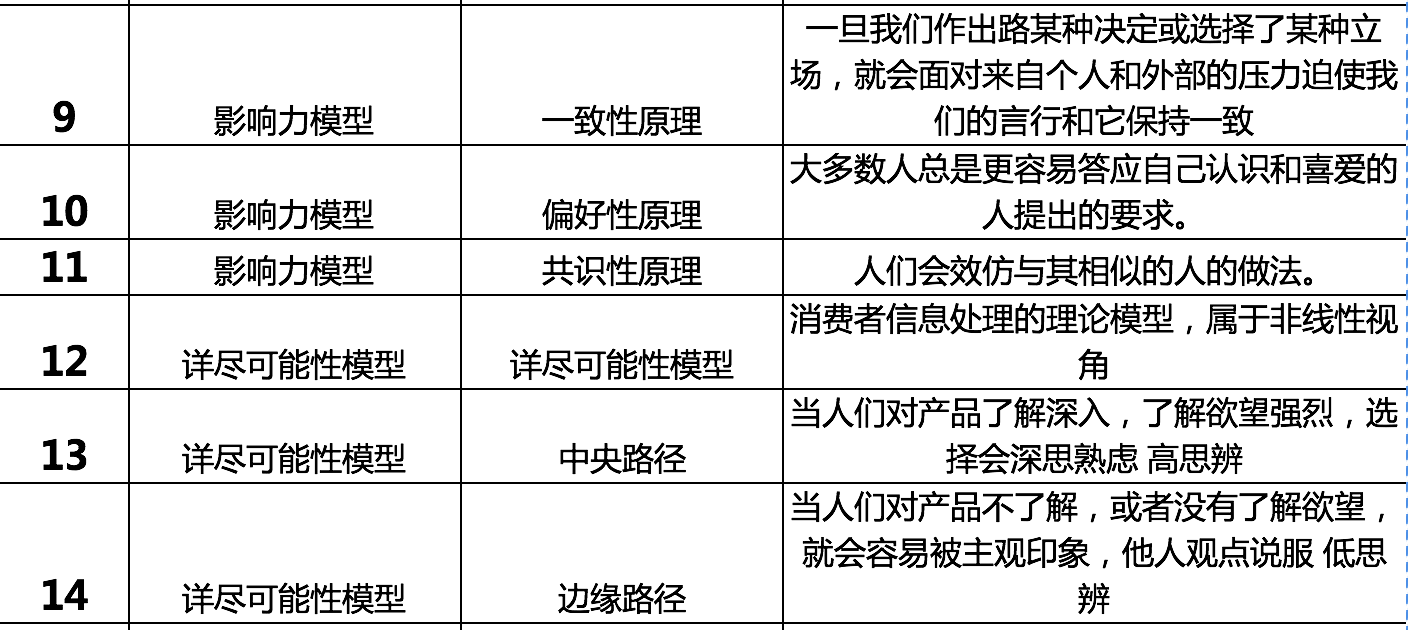 一旦我们作出路某种决定或选择了某种立
场，就会面对来自个人和外部的压力迫使我
9 影响力模型 一致性原理 们的言行和它保持一致
大多数人总是更容易答应自己认识和喜爱的
10 影响力模型 偏好性原理 人提出的要求。
11 影响力模型 共识性原理 人们会效仿与其相似的人的做法。
消费者信息处理的理论模型，属于非线性视
12 详尽可能性模型 详尽可能性模型 角
当人们对产品了解深入，了解欲望强烈，选
13 详尽可能性模型 中央路径 择会深思熟虑 高思辨
当人们对产品不了解，或者没有了解欲望，
就会容易被主观印象，他人观点说服 低思
14 详尽可能性模型 边缘路径 辨